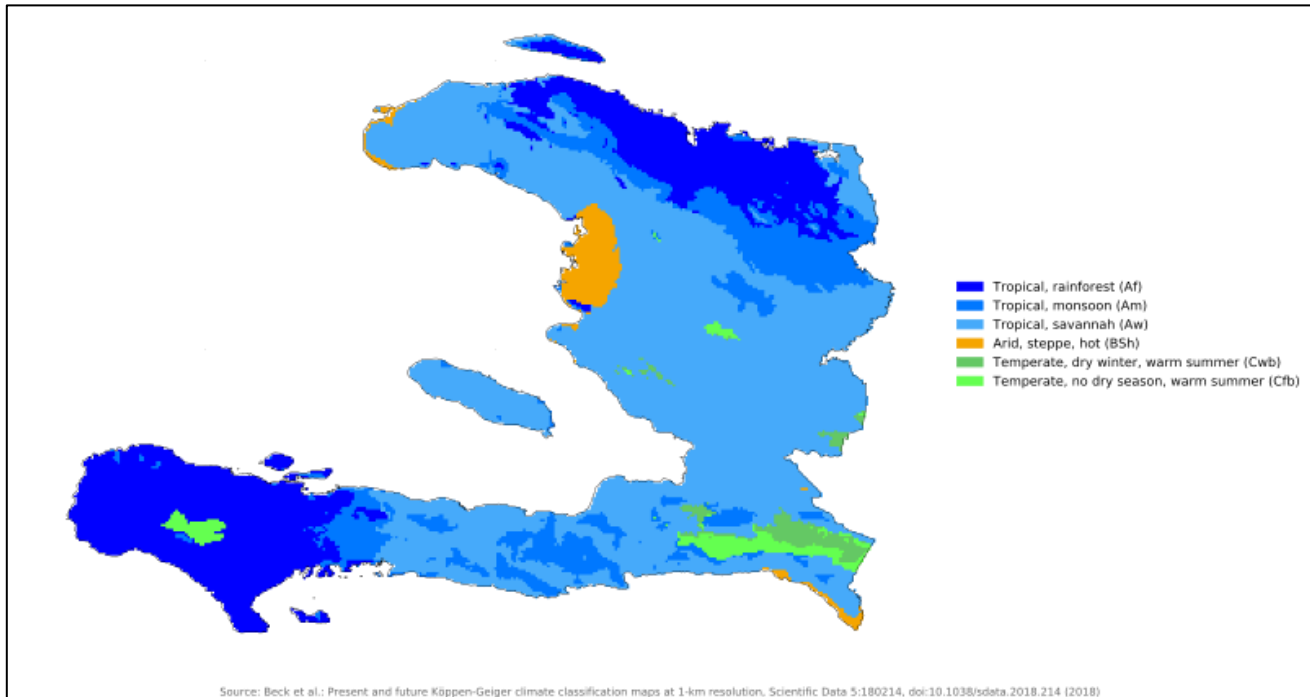 Tropical, rainforest (Af)
Tropical, monsoon (Am)
Tropical, savannah (Aw)
Arid, steppe, hot (BSh)
Temperate, dry winter, warm summer (Cwb)
Temperate, no dry season, warm summer (Cfb)
Source: Beck et al.: Present and future Köppen-Geiger climate classification maps at 1-km resolution, Scientific Data 5:180214, doi:10.1038/sdata.2018.214 (2018)